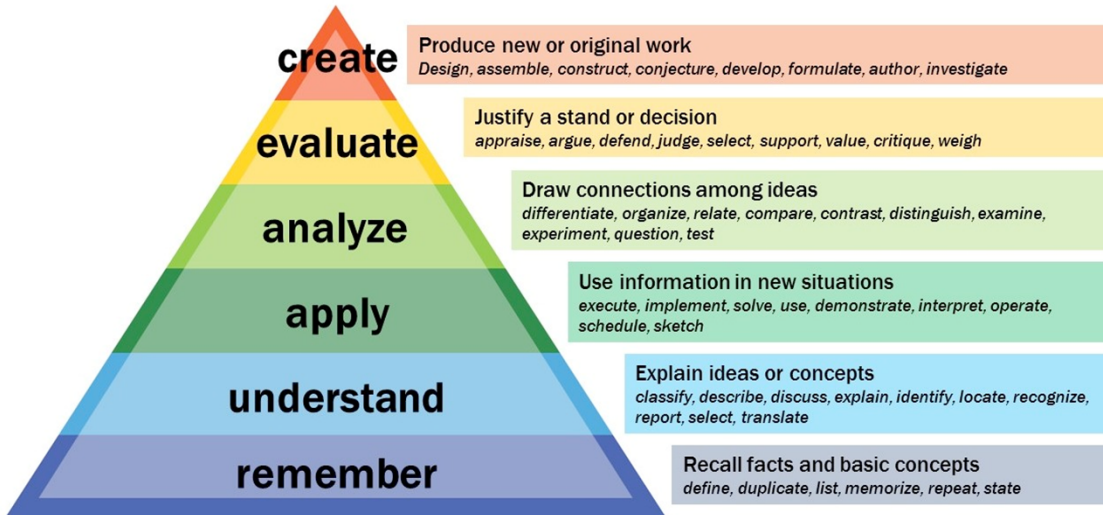 create
Produce new or original work
Design, assemble, construct, conjecture, develop, formulate, author, investigate
evaluate
Justify a stand or decision
appraise, argue, defend, judge, select, support, value, critique, weigh
analyze
Draw connections among ideas
differentiate, organize, relate, compare, contrast, distinguish, examine,
experiment, question, test
apply
Use information in new situations
execute, implement, solve, use, demonstrate, interpret, operate,
schedule, sketch
understand
Explain ideas or concepts
classify, describe, discuss, explain, identify, locate, recognize,
report, select, translate
remember
Recall facts and basic concepts
define, duplicate, list, memorize, repeat, state